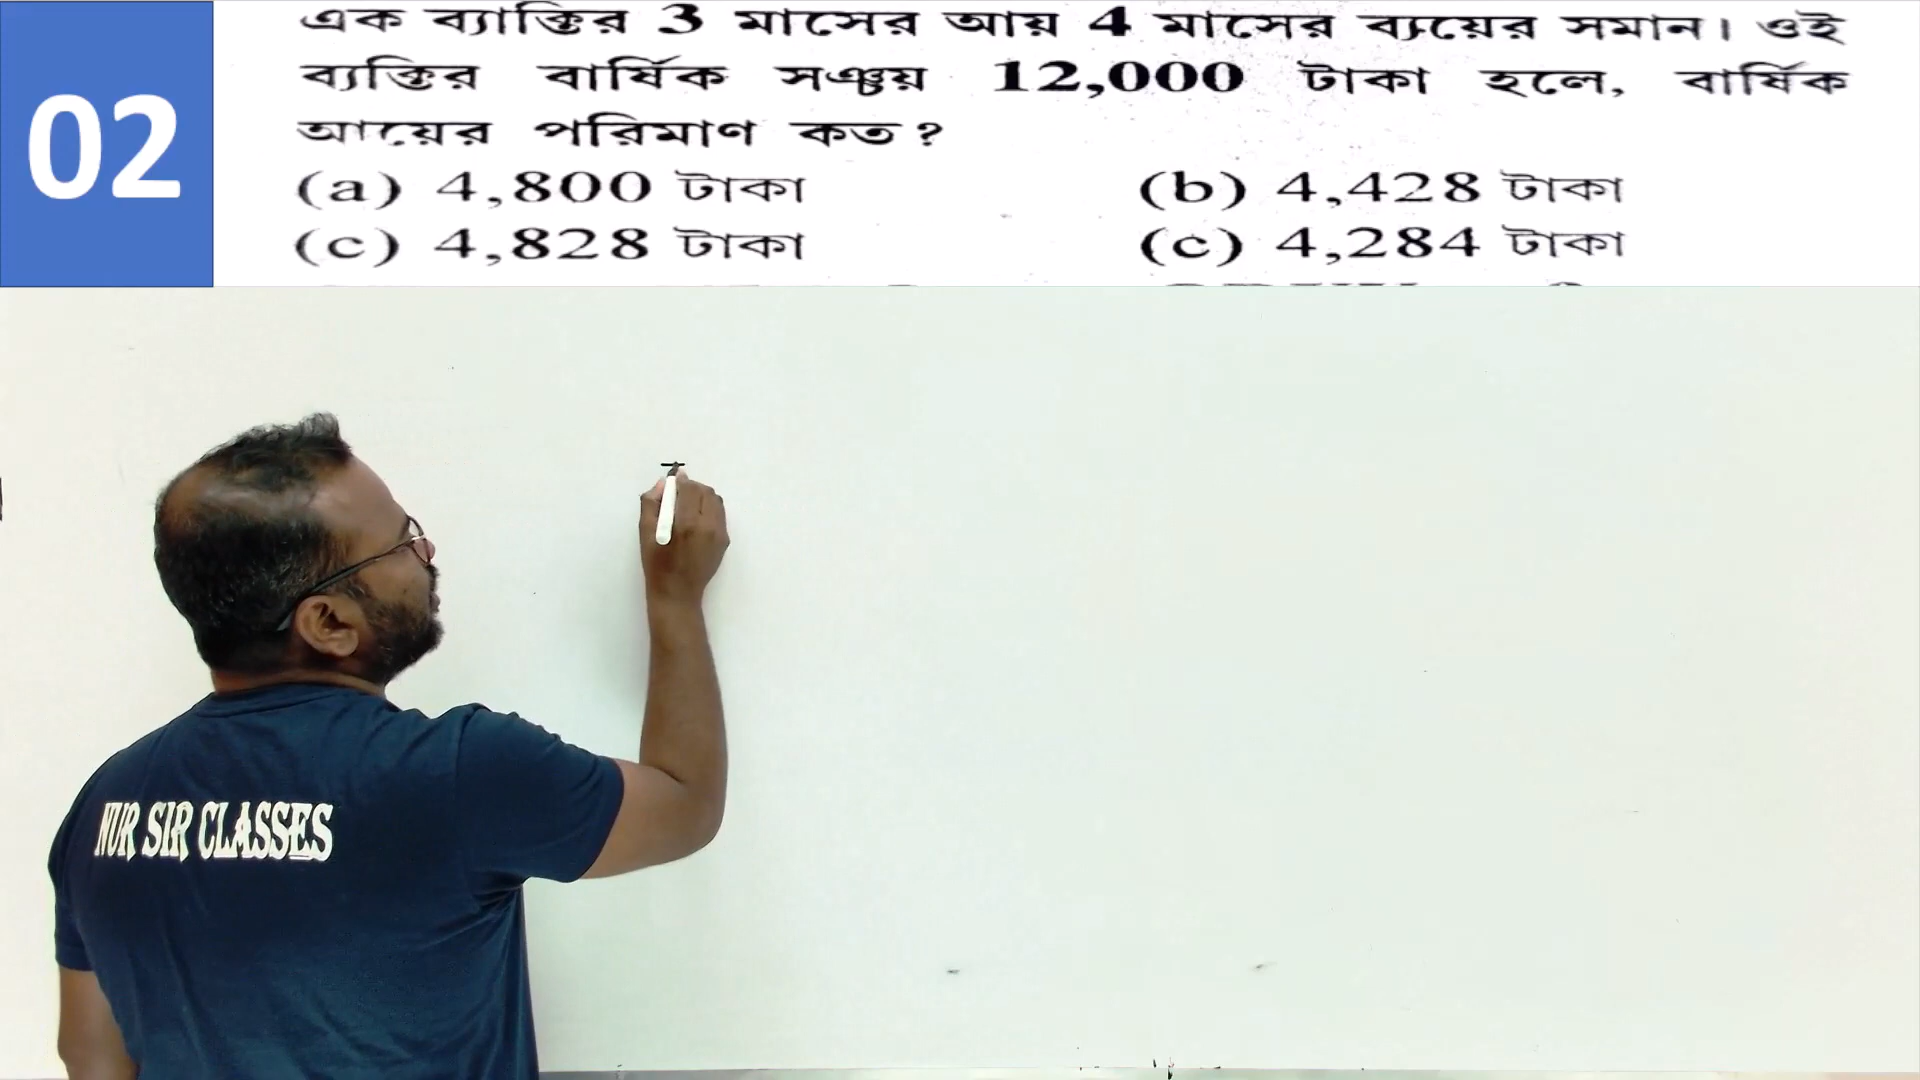 02
এক ব্যাক্তির 3 মাসের আয় 4 মাসের ব্যয়ের সমান। ওই
ব্যক্তির বার্ষিক সঞ্চয় 12,000 টাকা হলে, বার্ষিক
আয়ের পরিমাণ কত?
(a) 4,800 টাকা (b) 4,428 টাকা
(c) 4,828 টাকা (c) 4,284 টাকা
NUR SIR CLASSES